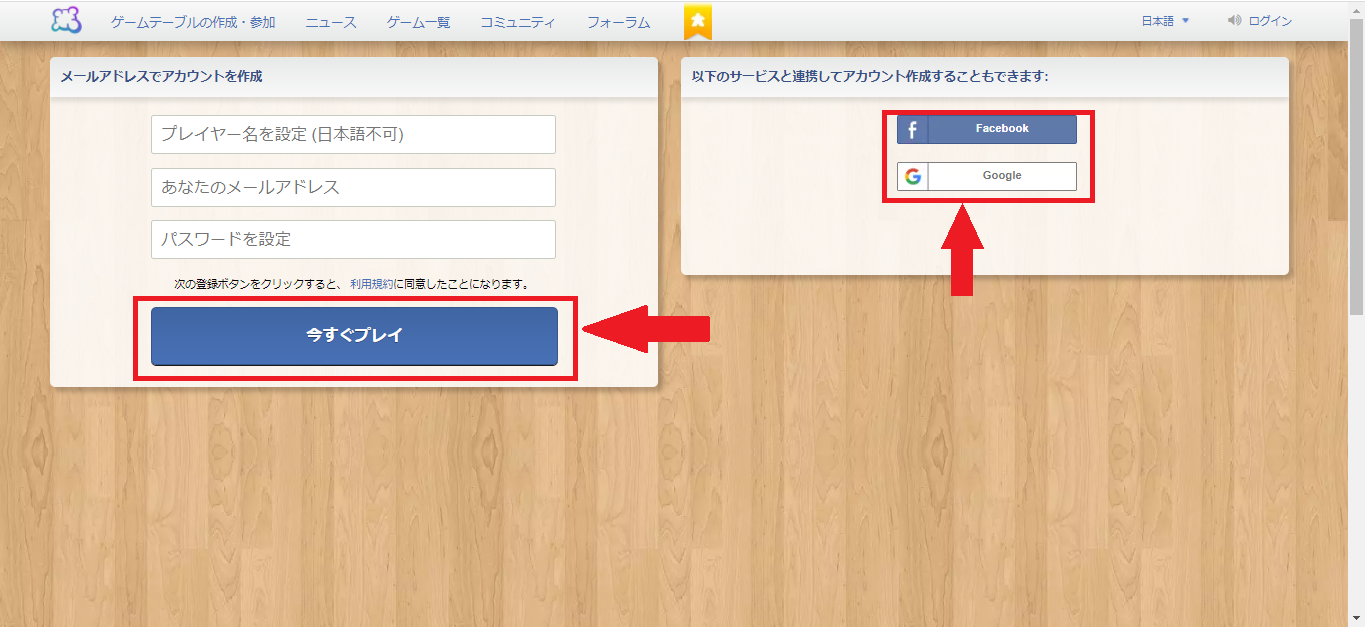 ゲームテーブルの作成・参加 ニュース ゲーム一覧 コミュニティ フォーラム 日本語 ログイン
メールアドレスでアカウントを作成
プレイヤー名を設定 (日本語不可)
あなたのメールアドレス
パスワードを設定
次の登録ボタンをクリックすると、 利用規約に同意したことになります。
今すぐプレイ
以下のサービスと連携してアカウント作成することもできます:
Facebook
Google